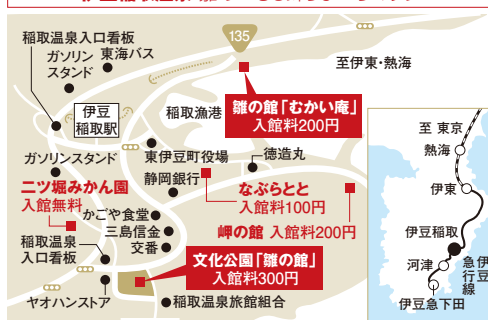 135
稲取温泉入口看板
ガソリン
スタンド
東海バス
至伊東・熱海
伊豆
稲取駅
稲取漁港
雛の館「むかい庵」
入館料200円
ガソリンスタンド
東伊豆町役場
徳造丸
静岡銀行
二ツ堀みかん園
入館無料
なぶらとと
入館料100円
かごや食堂
三島信金
交番
岬の館 入館料200円
稲取温泉
入口看板
文化公園「雛の館」
入館料300円
ヤオハンストア
稲取温泉旅館組合
至 東京
熱海
伊東
伊豆稲取
河津
伊豆急行線
伊豆急下田